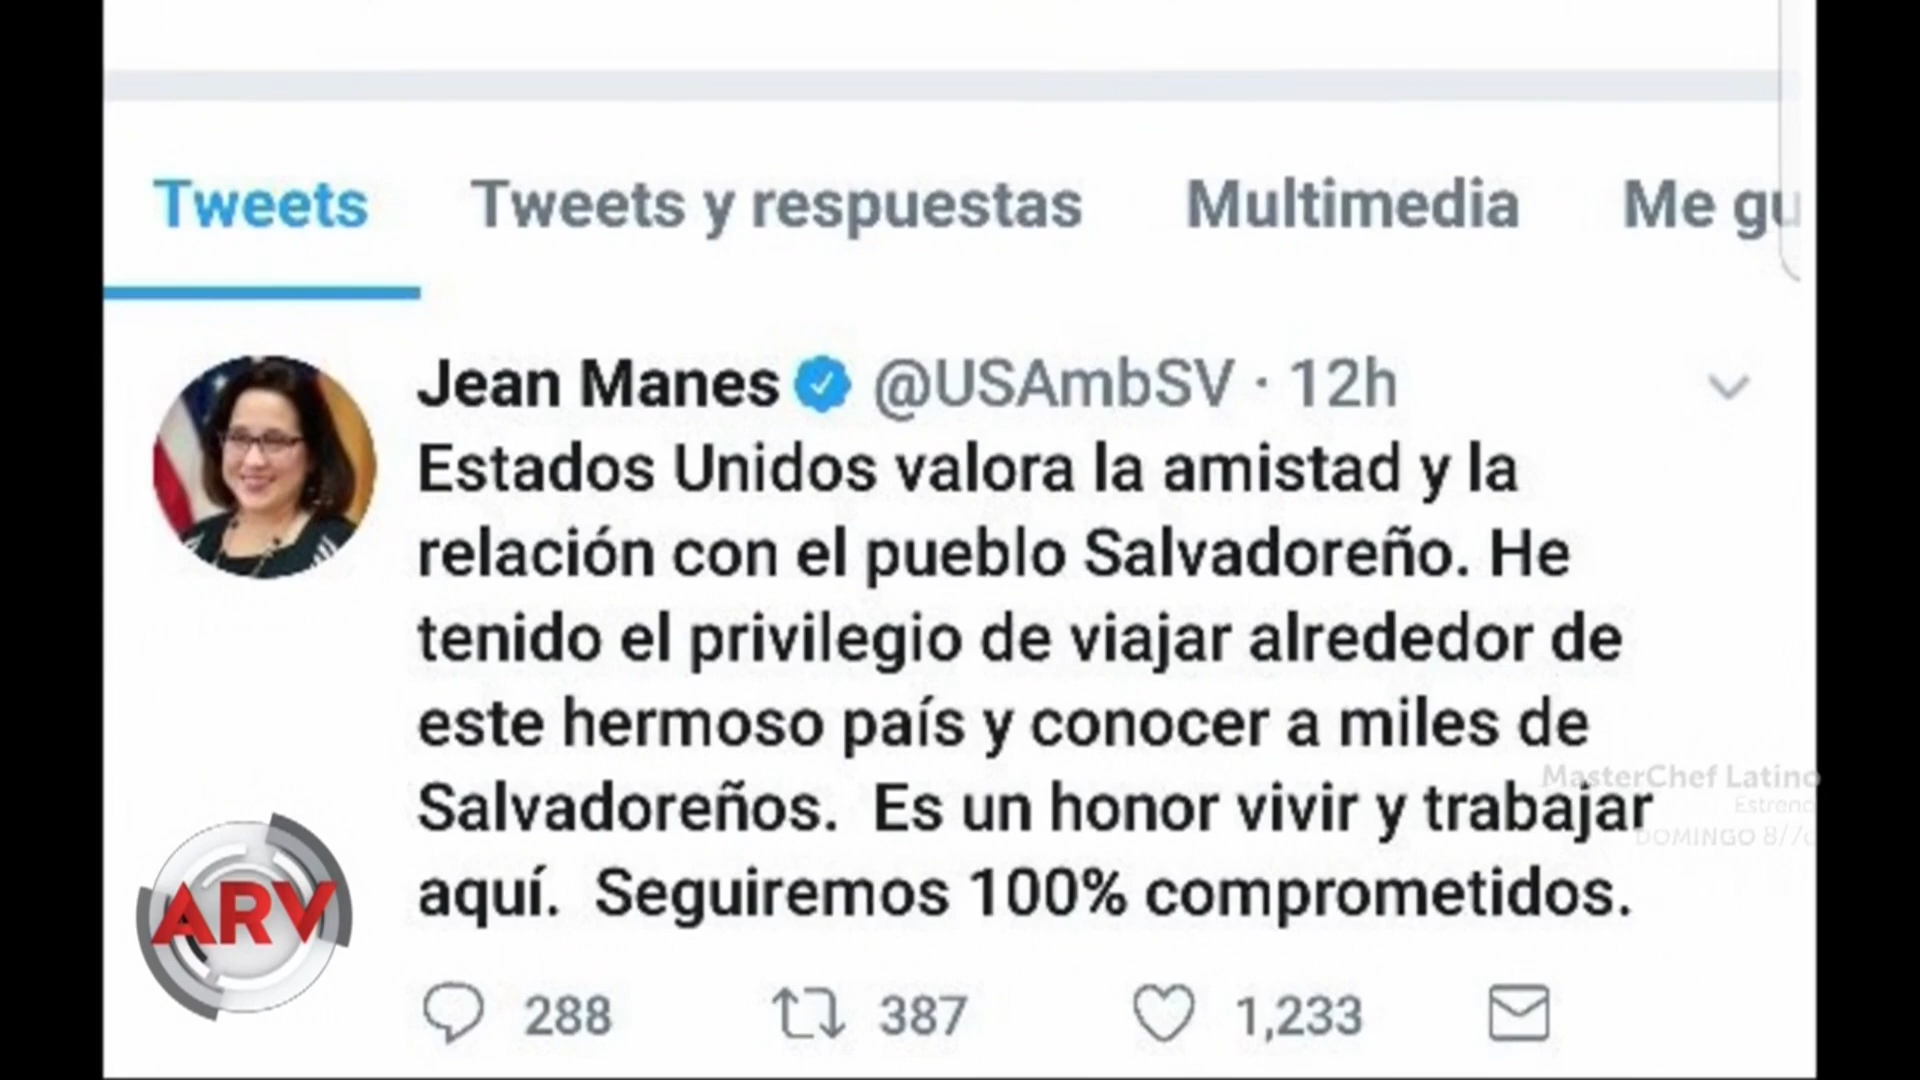 Tweets Tweets y respuestas Multimedia Me gu
Jean Manes @USAmbSV · 12h
Estados Unidos valora la amistad y la
relación con el pueblo Salvadoreño. He
tenido el privilegio de viajar alrededor de
este hermoso país y conocer a miles de
Salvadoreños. Es un honor vivir y trabajar
aquí. Seguiremos 100% comprometidos.
288 387 1,233
MasterChef Latino
Estreno
DOMINGO 8//
ARV